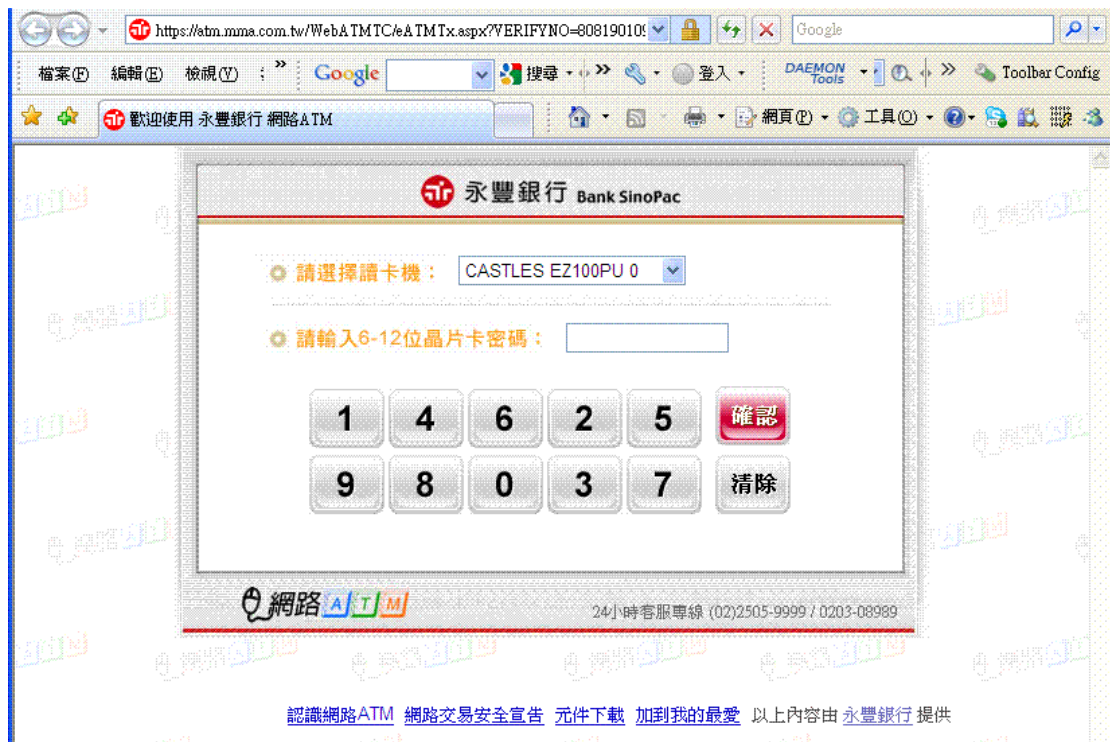 https://atm.mma.com.tw/WebATMTC/eATMTx.aspx?VERIFYNO=80819010 Google
檔案(F) 編輯(E) 檢視(V) » Google 搜尋 » 登入 DAEMON Tools » Toolbar Config
歡迎使用 永豐銀行 網路ATM 網頁(P) 工具(O)
永豐銀行 Bank SinoPac
請選擇讀卡機： CASTLES EZ100PU 0
請輸入6-12位晶片卡密碼：
1 4 6 2 5 確認
9 8 0 3 7 清除
網路ATM 24小時客服專線 (02)2505-9999 / 0203-08989
認識網路ATM 網路交易安全宣告 元件下載 加到我的最愛 以上內容由 永豐銀行 提供